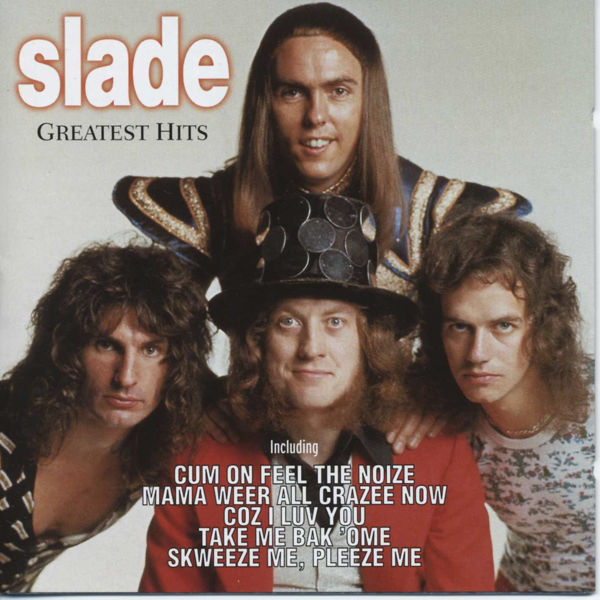 slade
GREATEST HITS
Including
CUM ON FEEL THE NOIZE
MAMA WEER ALL CRAZEE NOW
COZ I LUV YOU
TAKE ME BAK 'OME
SKWEEZE ME, PLEEZE ME